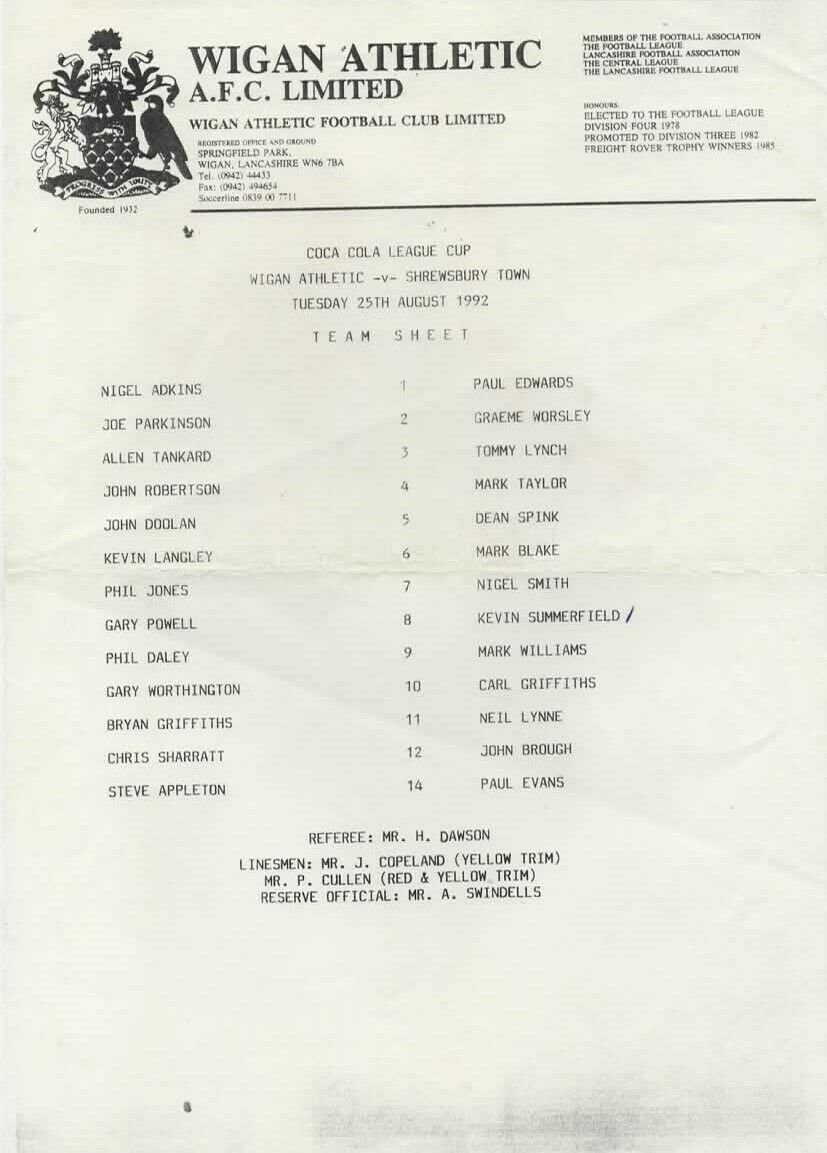 WIGAN ATHLETIC
A.F.C. LIMITED
WIGAN ATHLETIC FOOTBALL CLUB LIMITED
REGISTERED OFFICE AND GROUND
SPRINGFIELD PARK,
WIGAN, LANCASHIRE WN6 7BA
Tel. (0942) 44433
Fax: (0942) 494654
Soccerline 0839 00 7711
PROGRESS WITH UNITY
Founded 1932
MEMBERS OF THE FOOTBALL ASSOCIATION
THE FOOTBALL LEAGUE
LANCASHIRE FOOTBALL ASSOCIATION
THE CENTRAL LEAGUE
THE LANCASHIRE FOOTBALL LEAGUE
HONOURS:
ELECTED TO THE FOOTBALL LEAGUE
DIVISION FOUR 1978
PROMOTED TO DIVISION THREE 1982
FREIGHT ROVER TROPHY WINNERS 1985
COCA COLA LEAGUE CUP
WIGAN ATHLETIC -v- SHREWSBURY TOWN
TUESDAY 25TH AUGUST 1992
TEAM SHEET
NIGEL ADKINS 1 PAUL EDWARDS
JOE PARKINSON 2 GRAEME WORSLEY
ALLEN TANKARD 3 TOMMY LYNCH
JOHN ROBERTSON 4 MARK TAYLOR
JOHN DOOLAN 5 DEAN SPINK
KEVIN LANGLEY 6 MARK BLAKE
PHIL JONES 7 NIGEL SMITH
GARY POWELL 8 KEVIN SUMMERFIELD /
PHIL DALEY 9 MARK WILLIAMS
GARY WORTHINGTON 10 CARL GRIFFITHS
BRYAN GRIFFITHS 11 NEIL LYNNE
CHRIS SHARRATT 12 JOHN BROUGH
STEVE APPLETON 14 PAUL EVANS
REFEREE: MR. H. DAWSON
LINESMEN: MR. J. COPELAND (YELLOW TRIM)
MR. P. CULLEN (RED & YELLOW TRIM)
RESERVE OFFICIAL: MR. A. SWINDELLS